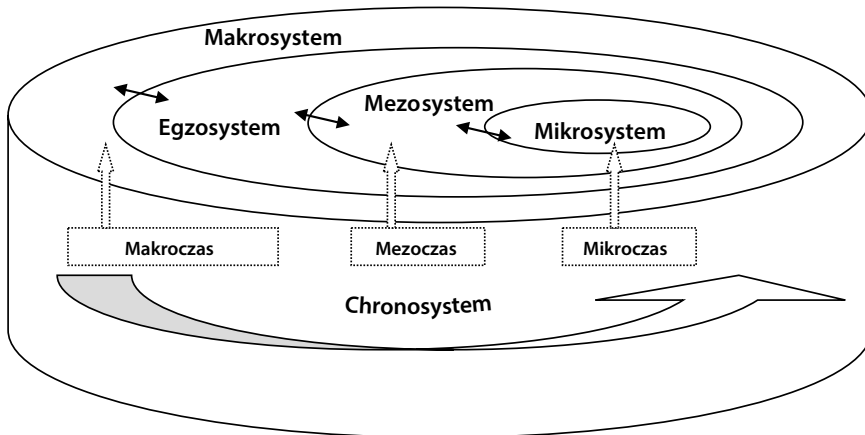 Makrosystem
Mezosystem
Egzosystem
Mikrosystem
Makroczas
Mezoczas
Mikroczas
Chronosystem